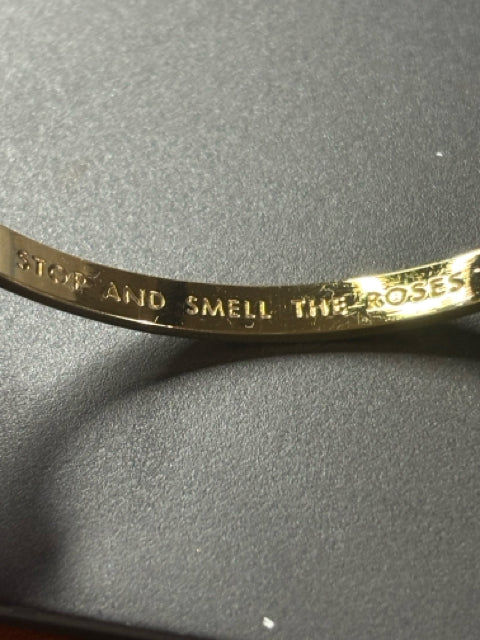 STOP AND SMELL THE ROSES